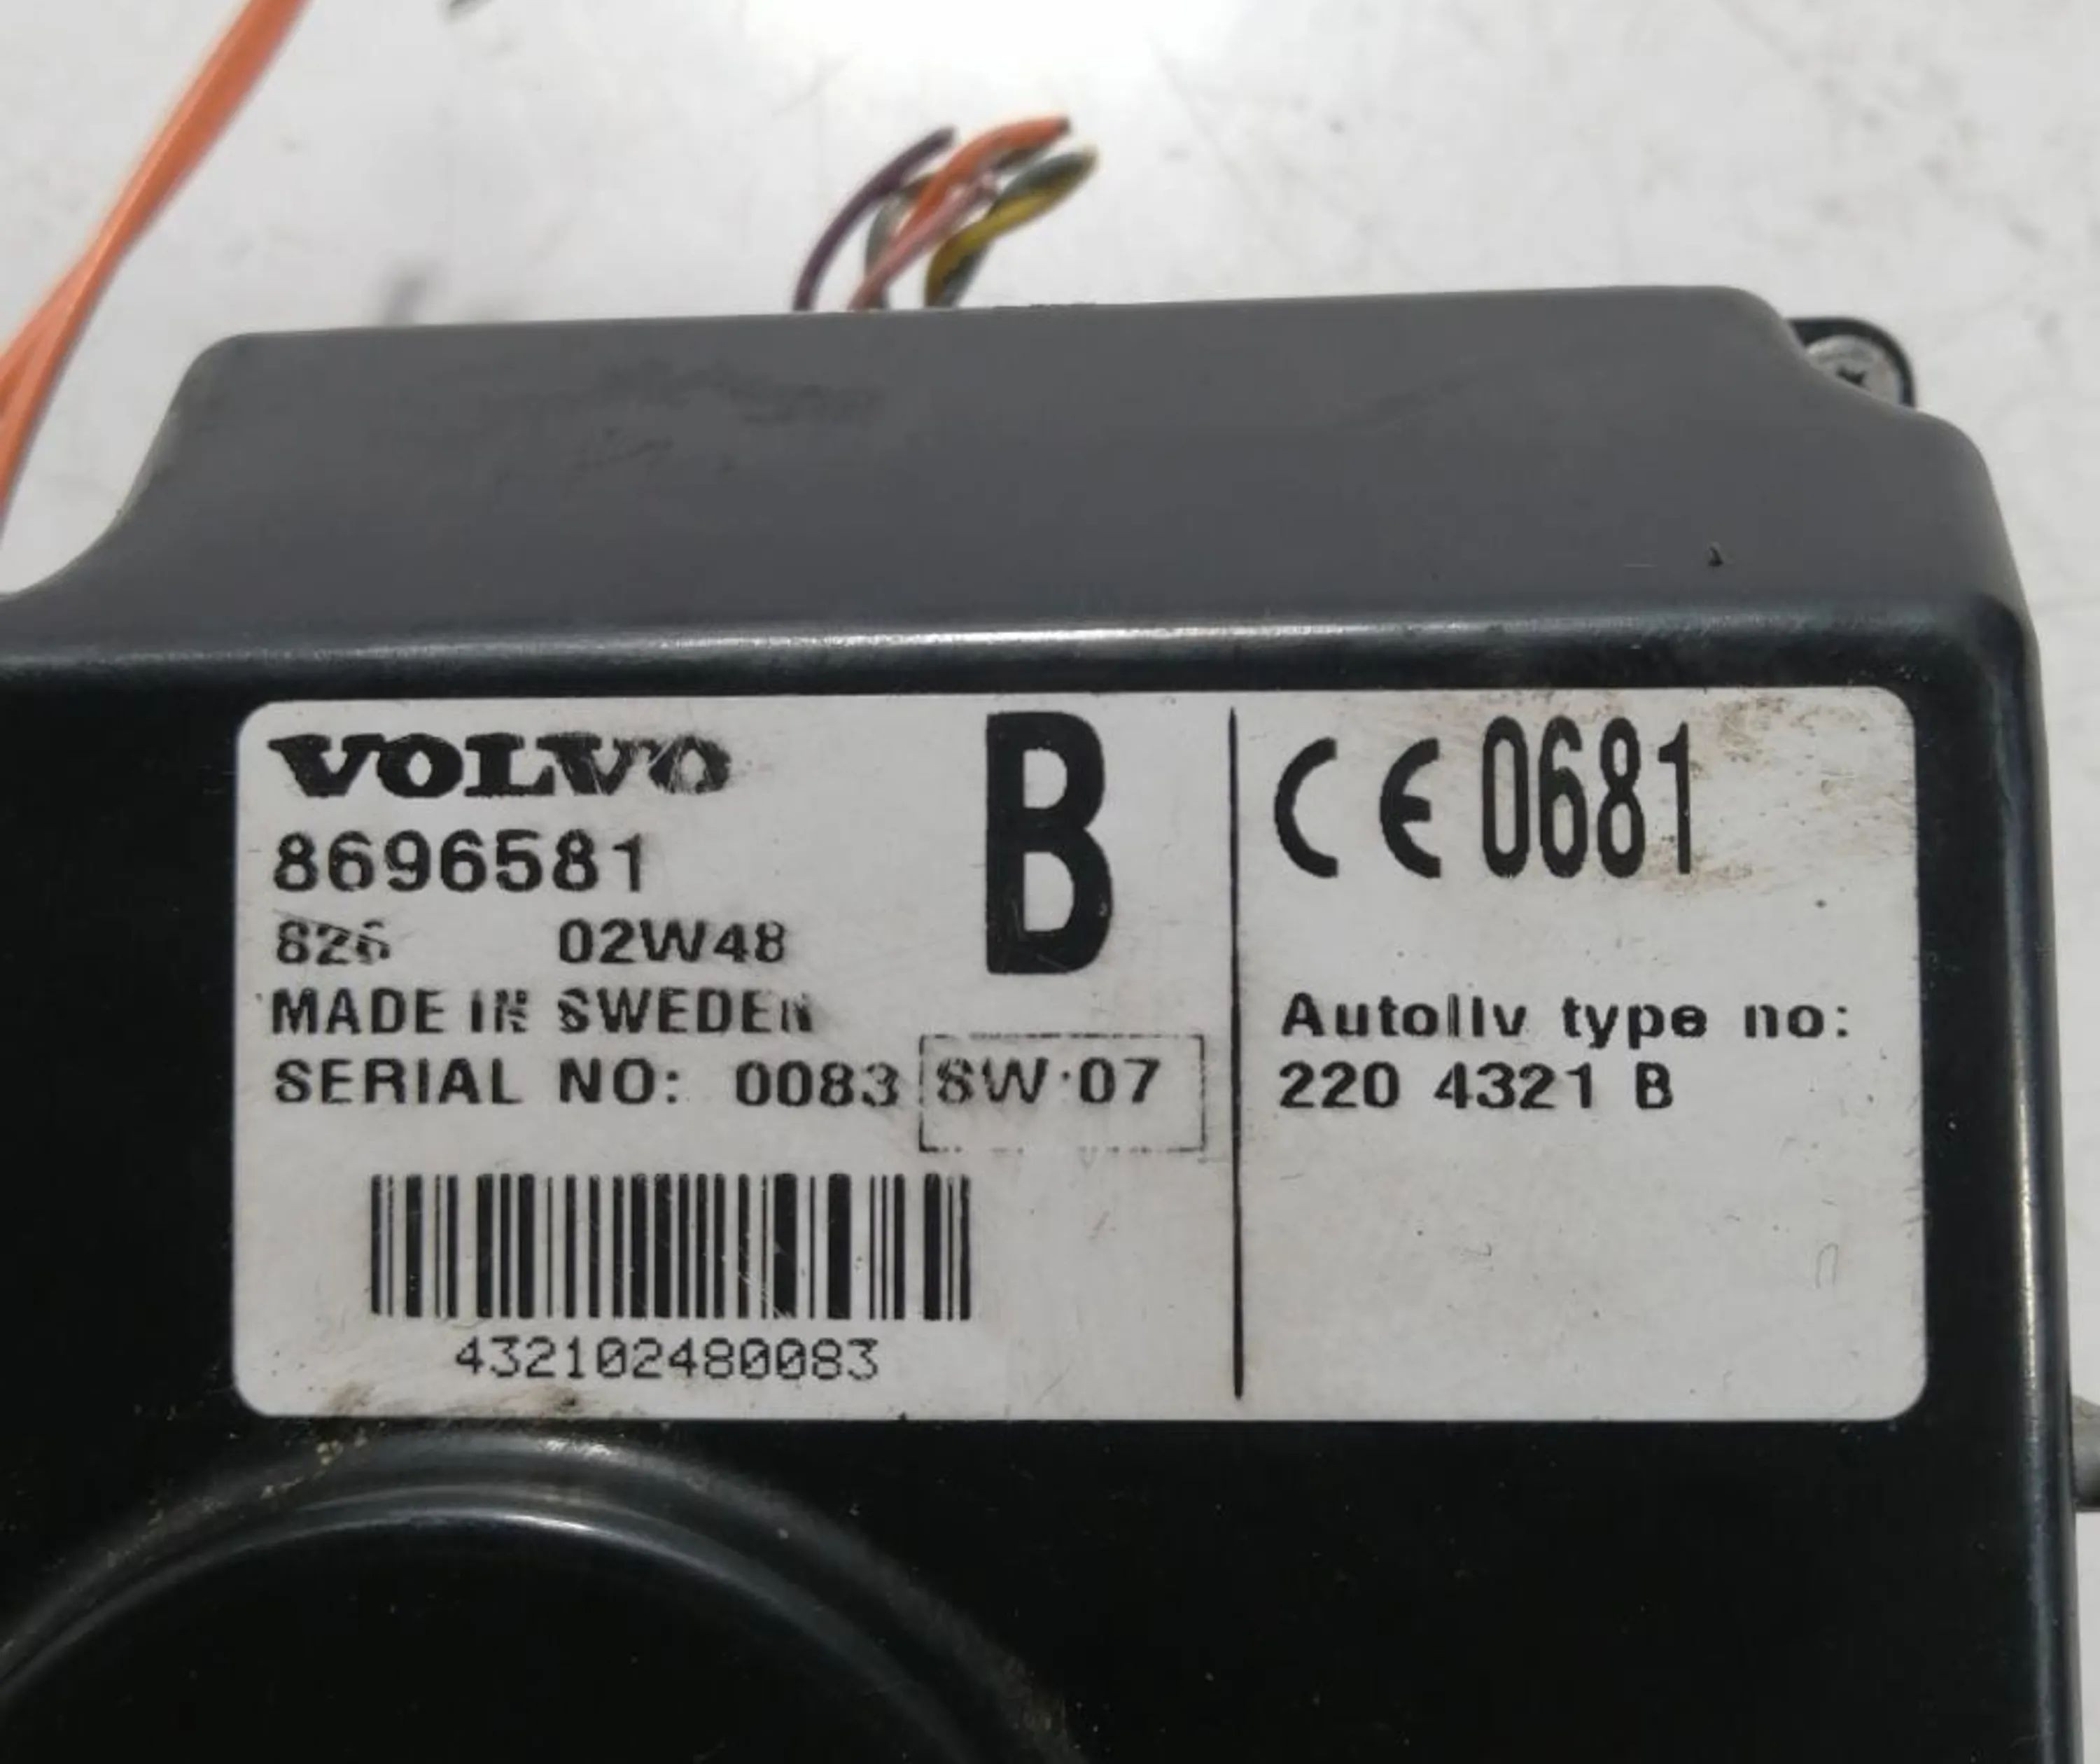 VOLVO
8696581
826 02W48
MADE IN SWEDEN
SERIAL NO: 0083 SW:07
B
432102480083
CE 0681
Autoliv type no:
220 4321 B